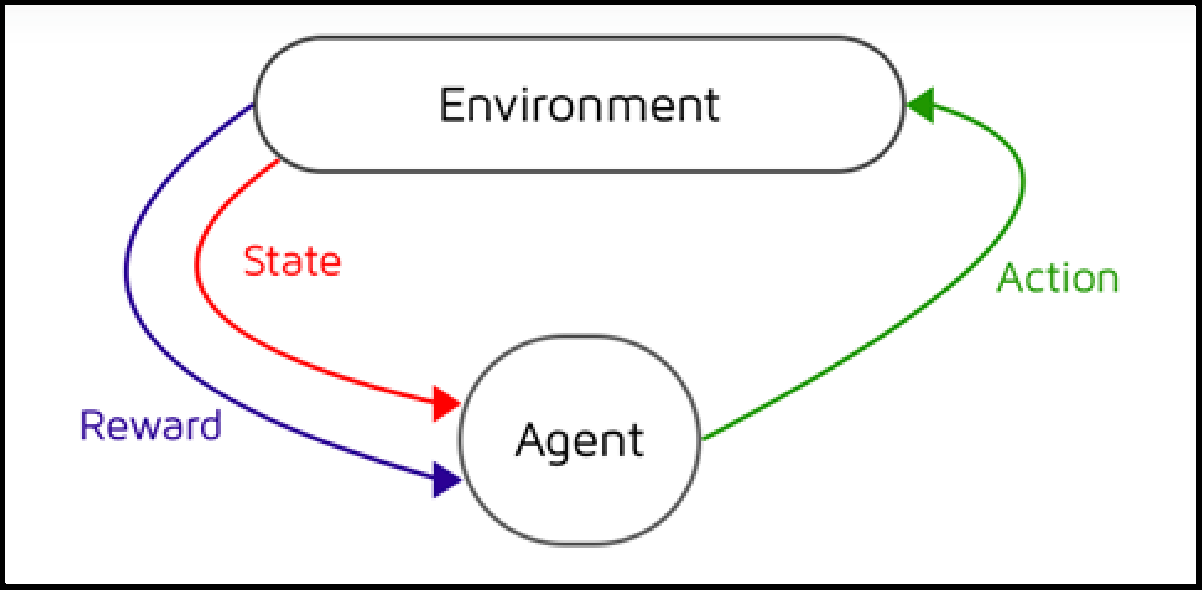 Environment
State
Action
Reward
Agent